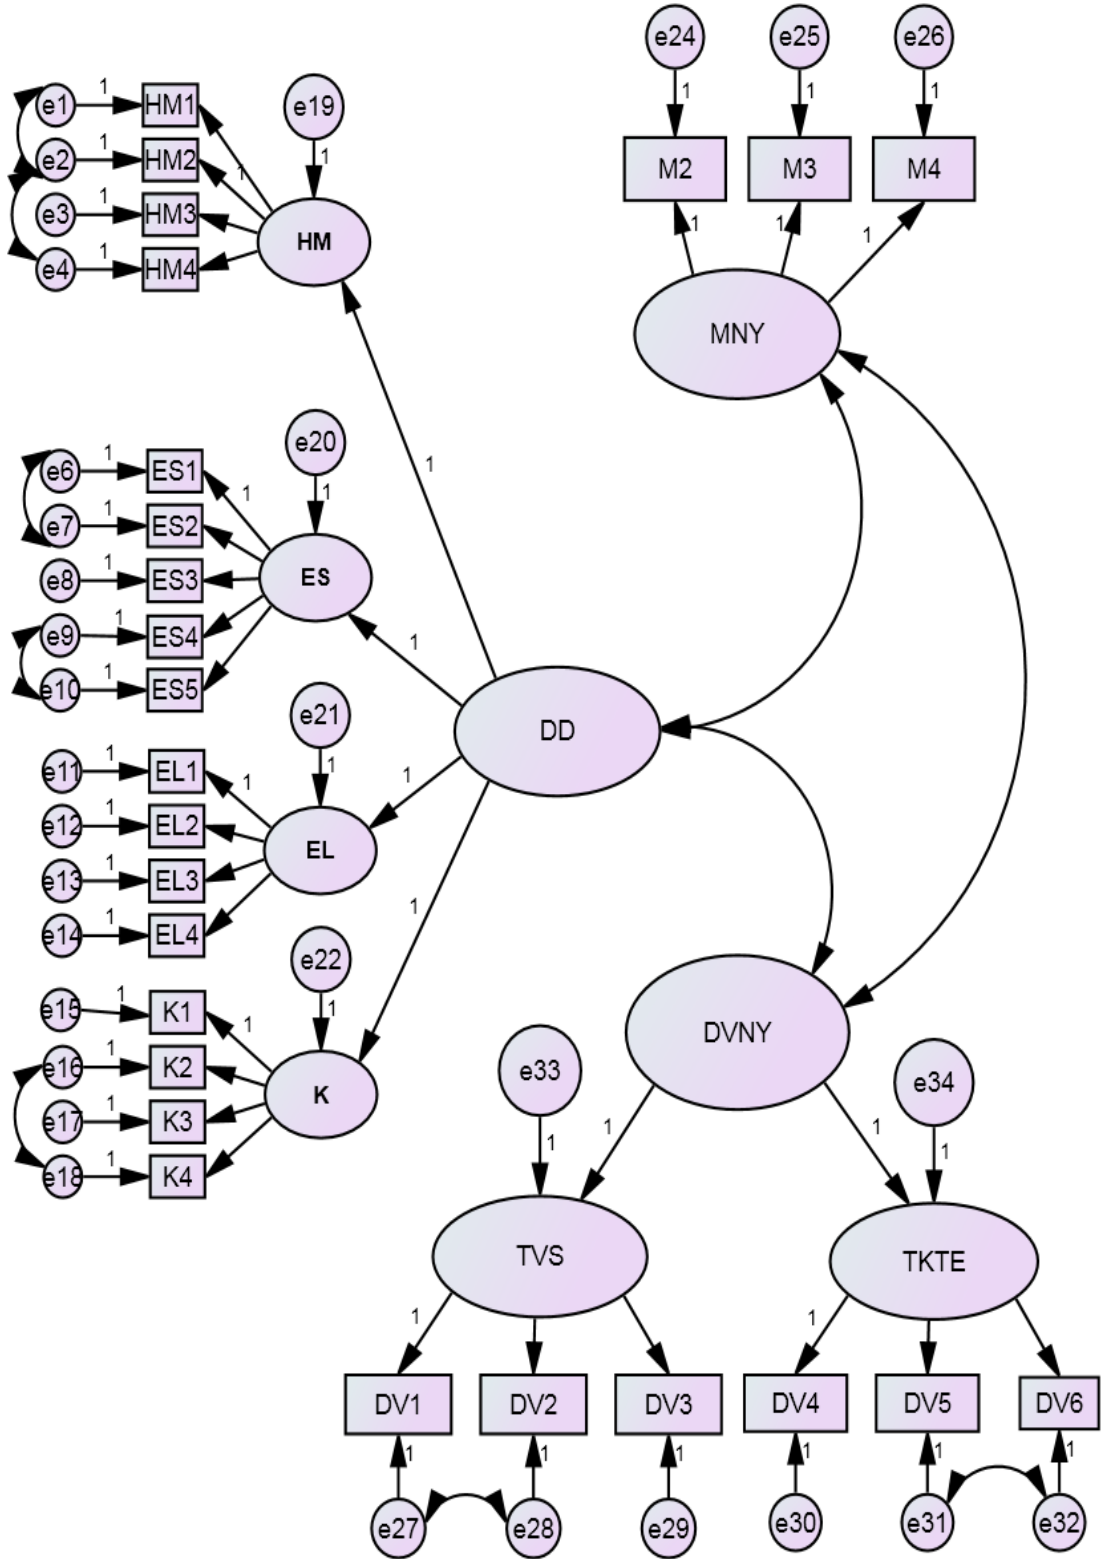 e24 e25 e26
1 1 1
M2 M3 M4
1 1 1
MNY
e1 1 HM1
e2 1 HM2
e3 1 HM3
e4 1 HM4
1
e19
1
HM
1
e6 1 ES1
e7 1 ES2
e8 1 ES3
e9 1 ES4
e10 1 ES5
1
e20
1
ES
1
DD
e11 1 EL1
e12 1 EL2
e13 1 EL3
e14 1 EL4
1
e21
1
EL
1
e15 1 K1
e16 1 K2
e17 1 K3
e18 1 K4
1
e22
1
K
1
DVNY
1 1
e33 e34
1 1
TVS TKTE
1 1
DV1 DV2 DV3 DV4 DV5 DV6
1 1 1 1 1 1
e27 e28 e29 e30 e31 e32